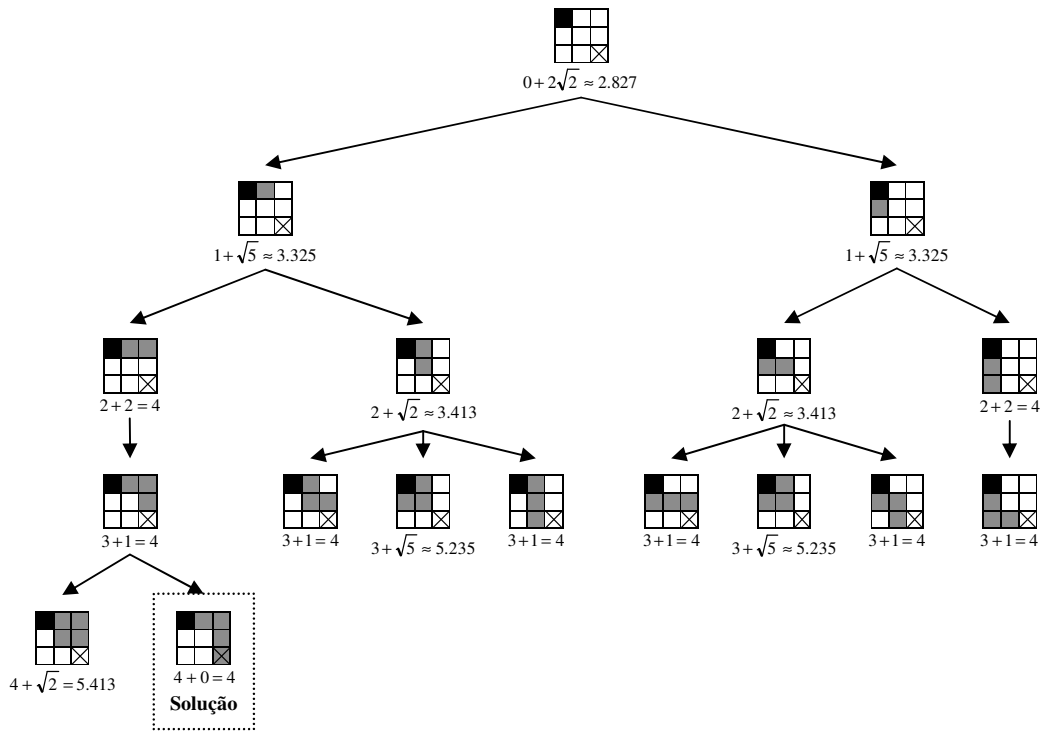 0 + 2√2 ≈ 2.827
1 + √5 ≈ 3.325
1 + √5 ≈ 3.325
2 + 2 = 4
2 + √2 ≈ 3.413
2 + √2 ≈ 3.413
2 + 2 = 4
3 + 1 = 4
3 + 1 = 4
3 + √5 ≈ 5.235
3 + 1 = 4
3 + 1 = 4
3 + √5 ≈ 5.235
3 + 1 = 4
3 + 1 = 4
4 + √2 = 5.413
4 + 0 = 4
Solução